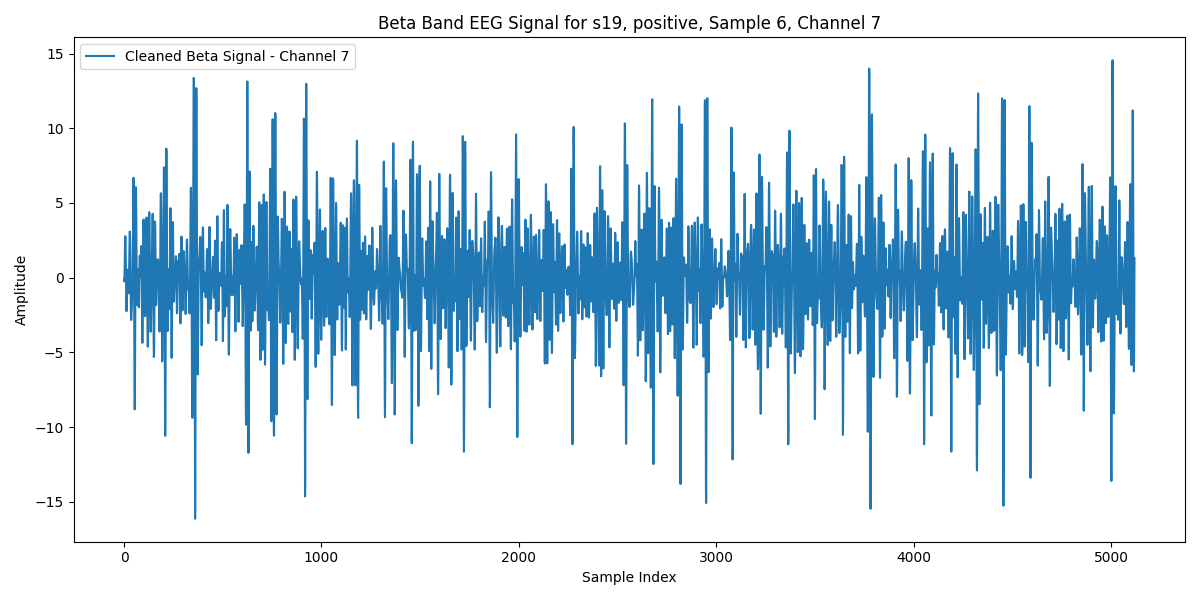 Beta Band EEG Signal for s19, positive, Sample 6, Channel 7
Cleaned Beta Signal - Channel 7
15
10
5
0
−5
−10
−15
Amplitude
0 1000 2000 3000 4000 5000
Sample Index